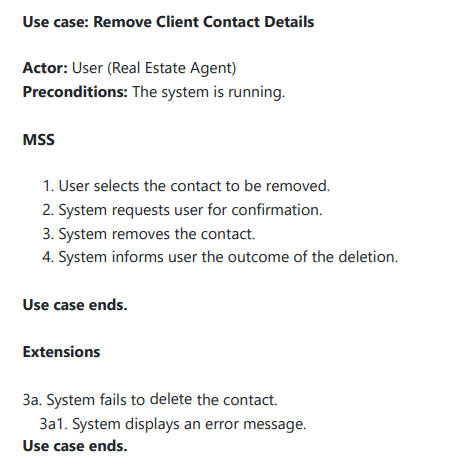 Use case: Remove Client Contact Details
Actor: User (Real Estate Agent)
Preconditions: The system is running.
MSS
1. User selects the contact to be removed.
2. System requests user for confirmation.
3. System removes the contact.
4. System informs user the outcome of the deletion.
Use case ends.
Extensions
3a. System fails to delete the contact.
3a1. System displays an error message.
Use case ends.